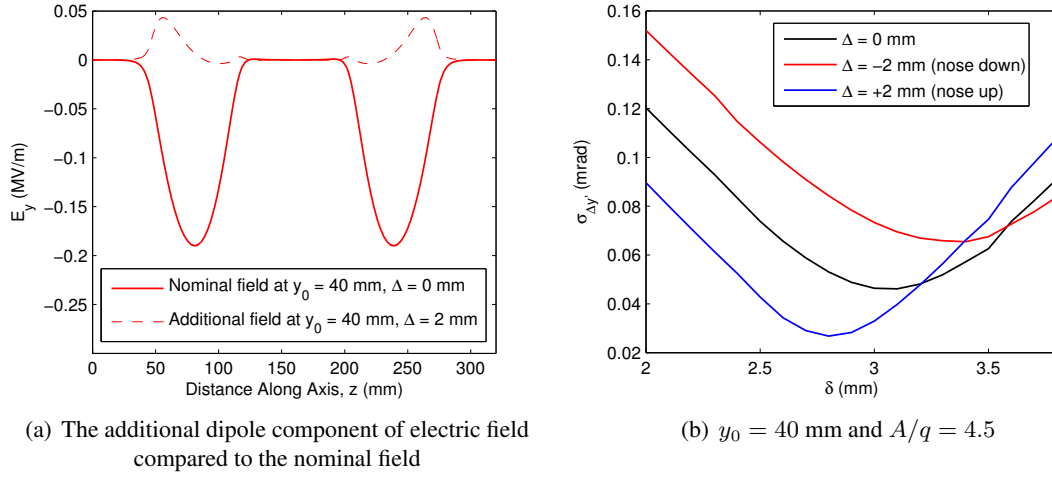 0.05
0
−0.05
−0.1
−0.15
−0.2
−0.25
E_y (MV/m)
Nominal field at y_0 = 40 mm, Δ = 0 mm
Additional field at y_0 = 40 mm, Δ = 2 mm
0 50 100 150 200 250 300
Distance Along Axis, z (mm)
(a) The additional dipole component of electric field
compared to the nominal field
0.16
0.14
0.12
0.1
0.08
0.06
0.04
0.02
σ_Δy' (mrad)
Δ = 0 mm
Δ = −2 mm (nose down)
Δ = +2 mm (nose up)
2 2.5 3 3.5
δ (mm)
(b) y_0 = 40 mm and A/q = 4.5